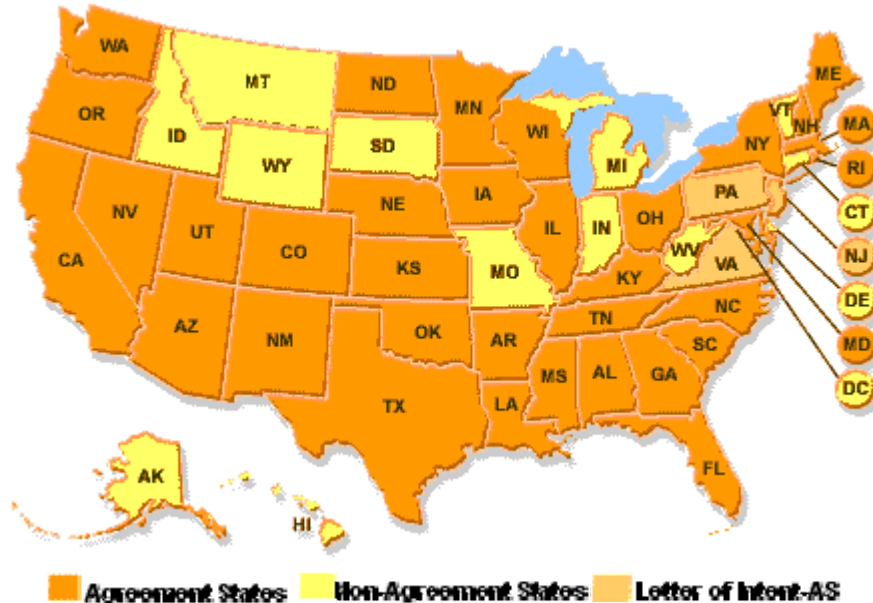 WA
MT
ND
MN
ME
OR
ID
WY
SD
WI
MI
VT
NH
NY
MA
RI
CT
NJ
DE
MD
DC
NV
UT
CO
NE
IA
IL
IN
OH
PA
WV
VA
CA
KS
MO
KY
AZ
NM
OK
AR
TN
NC
SC
TX
LA
MS
AL
GA
FL
AK
HI
Agreement States Non-Agreement States Letter of Intent-AS